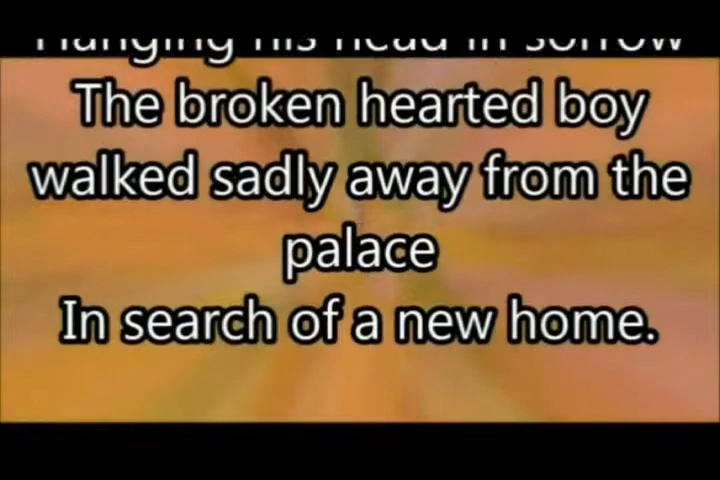 Hanging his head in sorrow
The broken hearted boy
walked sadly away from the
palace
In search of a new home.